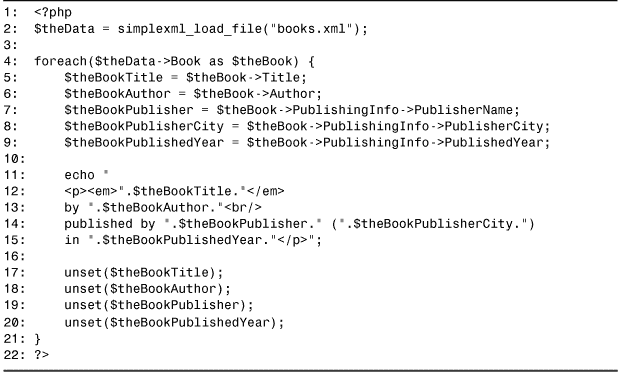 1: <?php
2: $theData = simplexml_load_file("books.xml");
3:
4: foreach($theData->Book as $theBook) {
5: $theBookTitle = $theBook->Title;
6: $theBookAuthor = $theBook->Author;
7: $theBookPublisher = $theBook->PublishingInfo->PublisherName;
8: $theBookPublisherCity = $theBook->PublishingInfo->PublisherCity;
9: $theBookPublishedYear = $theBook->PublishingInfo->PublishedYear;
10:
11: echo "
12: <p><em>".$theBookTitle."</em>
13: by ".$theBookAuthor."<br/>
14: published by ".$theBookPublisher." (".$theBookPublisherCity.")
15: in ".$theBookPublishedYear."</p>";
16:
17: unset($theBookTitle);
18: unset($theBookAuthor);
19: unset($theBookPublisher);
20: unset($theBookPublishedYear);
21: }
22: ?>